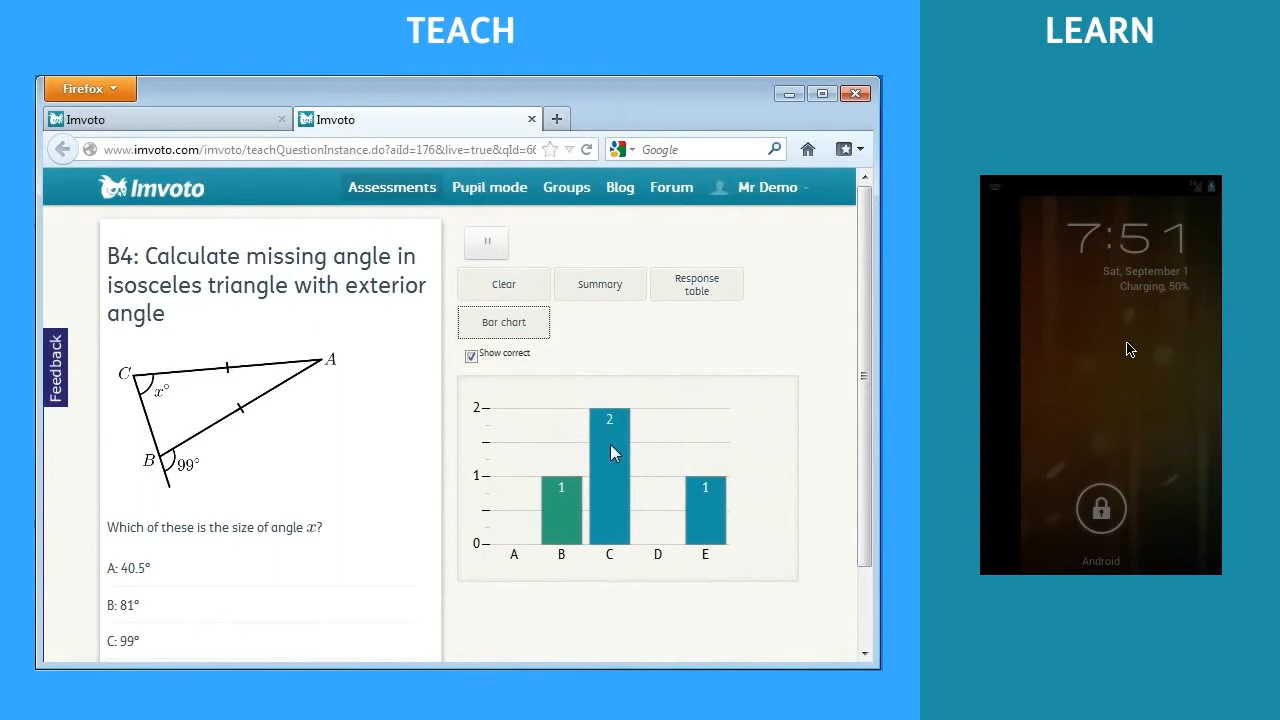 TEACH
LEARN
Firefox
Imvoto
Imvoto
www.imvoto.com/imvoto/teachQuestionInstance.do?aiId=176&live=true&qId=6
Google
Imvoto
Assessments
Pupil mode
Groups
Blog
Forum
Mr Demo
Feedback
B4: Calculate missing angle in
isosceles triangle with exterior
angle
A
C
x°
B
99°
Which of these is the size of angle x?
A: 40.5°
B: 81°
C: 99°
Clear
Summary
Response
table
Bar chart
Show correct
2
1
0
2
1
1
A B C D E
7:51
Sat, September 1
Charging, 50%
Android